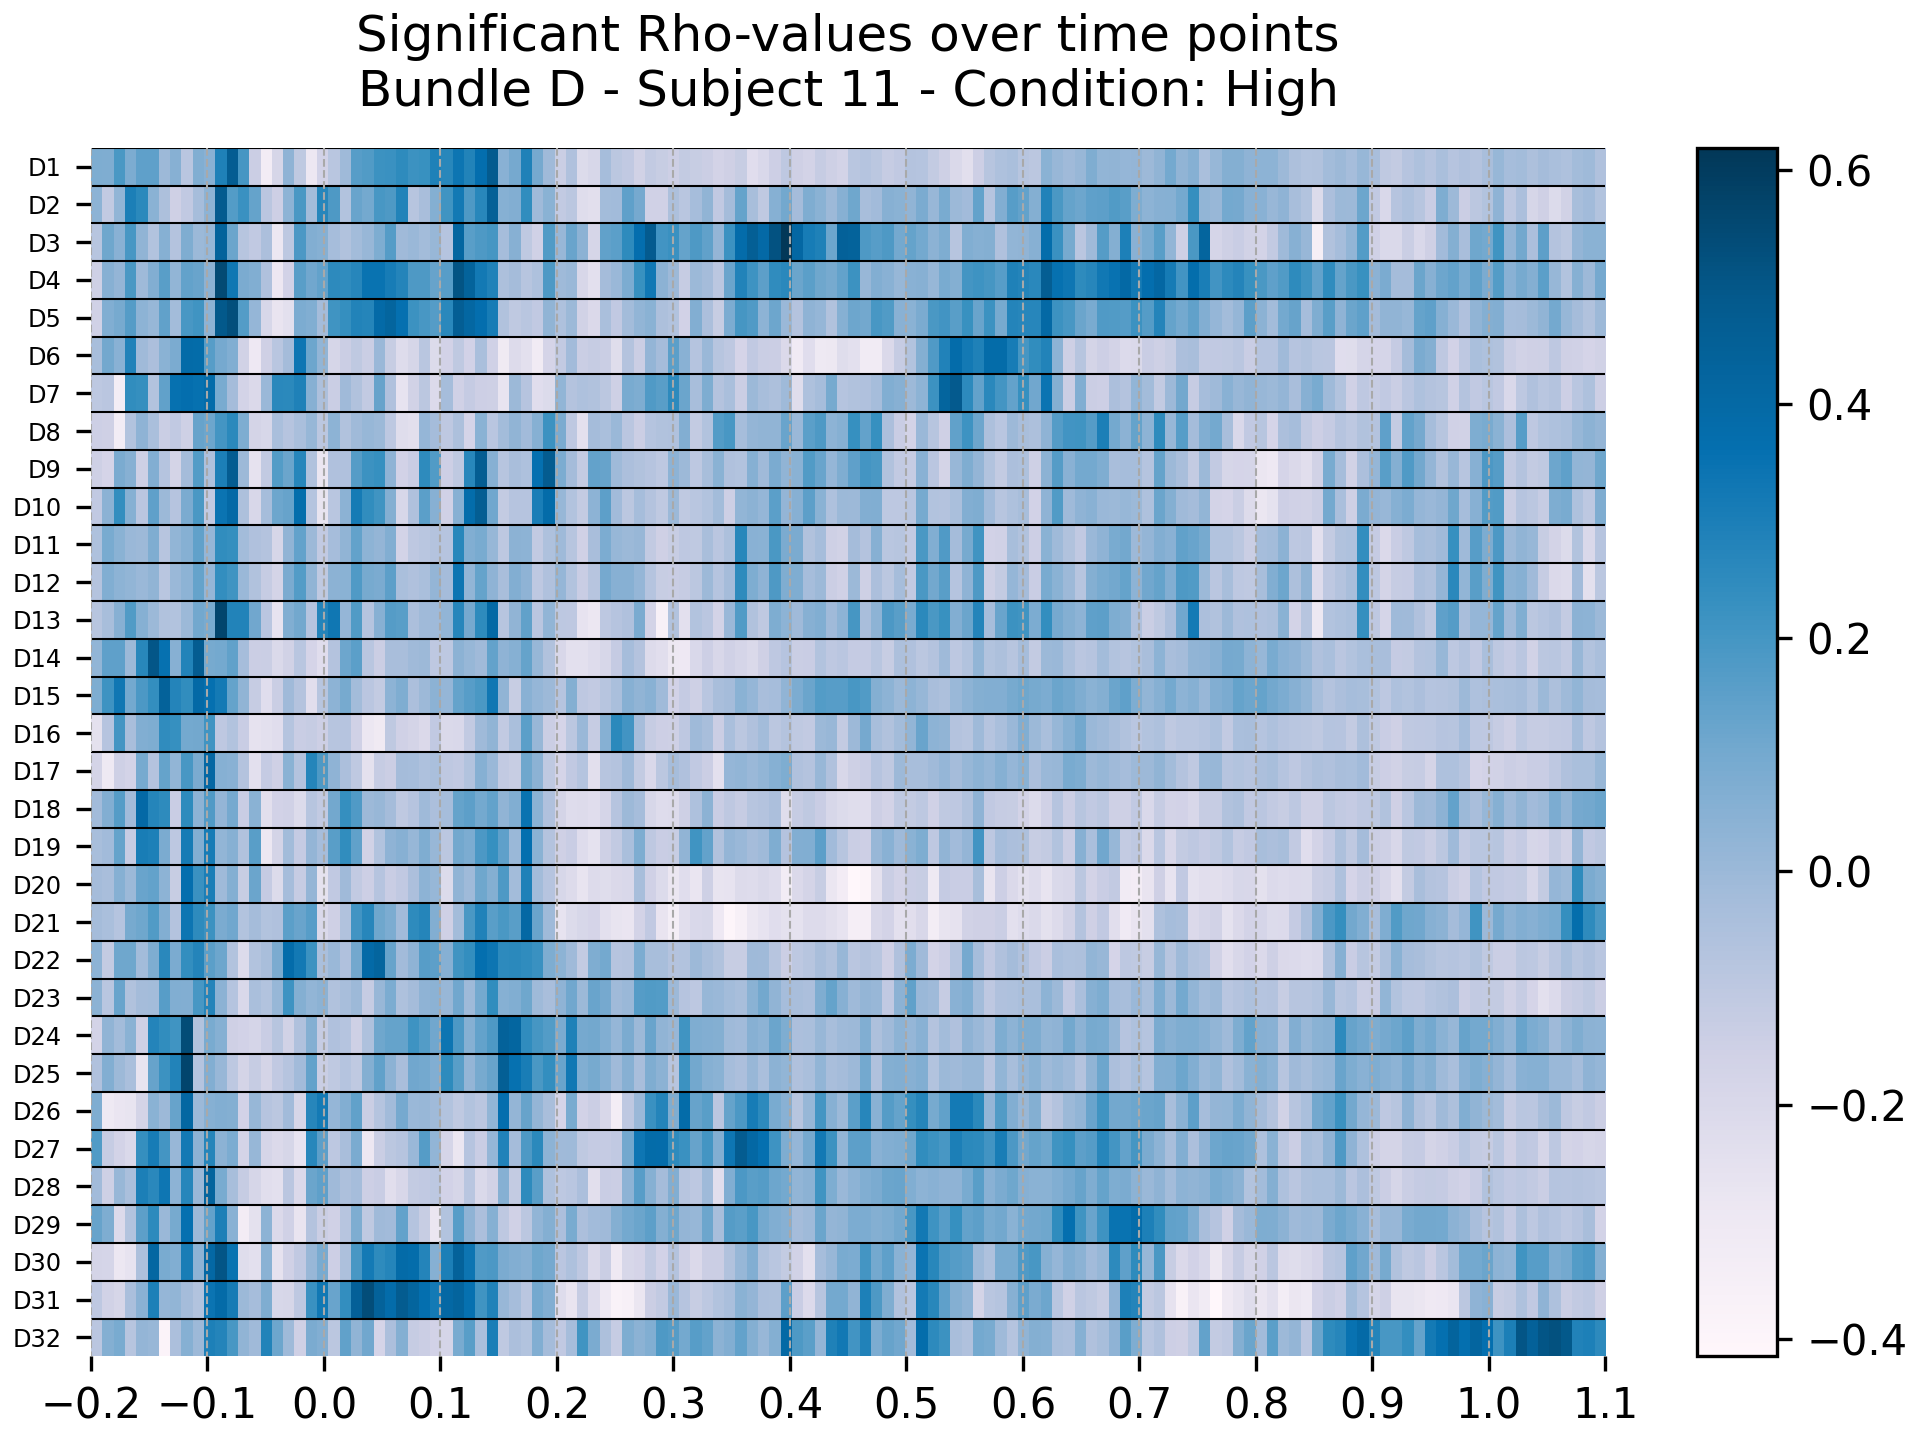 Significant Rho-values over time points
Bundle D - Subject 11 - Condition: High
D1
D2
D3
D4
D5
D6
D7
D8
D9
D10
D11
D12
D13
D14
D15
D16
D17
D18
D19
D20
D21
D22
D23
D24
D25
D26
D27
D28
D29
D30
D31
D32
−0.2 −0.1 0.0 0.1 0.2 0.3 0.4 0.5 0.6 0.7 0.8 0.9 1.0 1.1
0.6
0.4
0.2
0.0
−0.2
−0.4